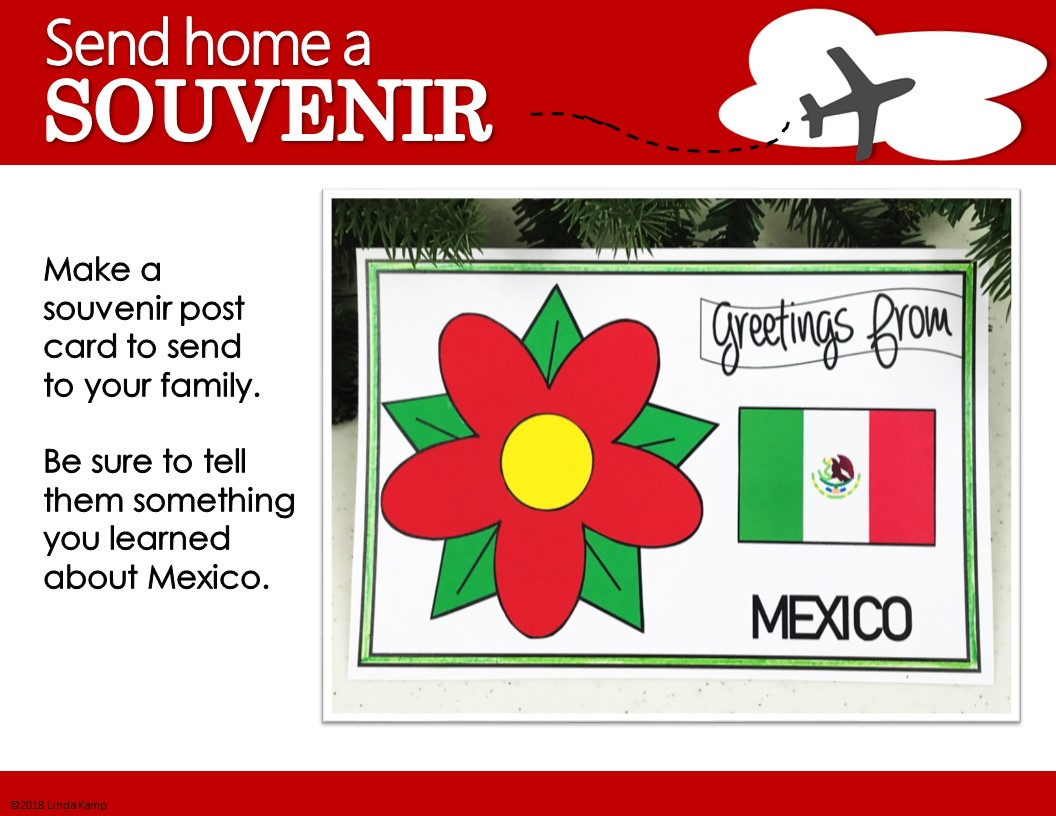 Send home a
SOUVENIR
Make a
souvenir post
card to send
to your family.
Be sure to tell
them something
you learned
about Mexico.
greetings from
MEXICO
©2018 Linda Kamp